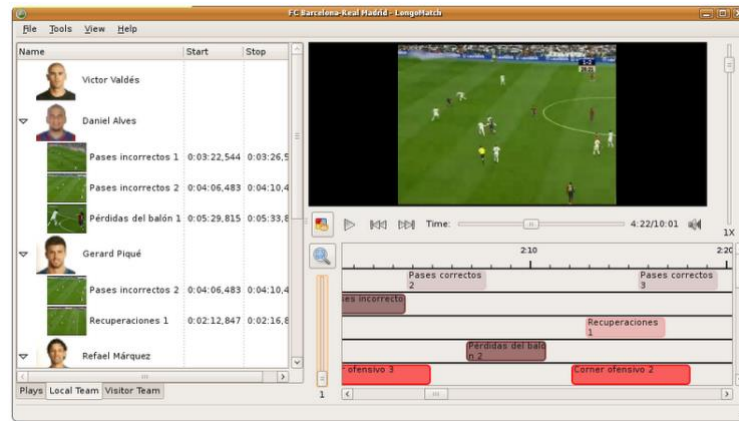 FC Barcelona-Real Madrid - LongoMatch
File Tools View Help
Name Start Stop
Victor Valdés
Daniel Alves
Pases incorrectos 1 0:03:22,544 0:03:26,5
Pases incorrectos 2 0:04:06,483 0:04:10,4
Pérdidas del balón 1 0:05:29,815 0:05:33,8
Gerard Piqué
Pases incorrectos 2 0:04:06,483 0:04:10,4
Recuperaciones 1 0:02:12,847 0:02:16,8
Refael Márquez
Plays Local Team Visitor Team
Time: 4:22/10:01
1X
2:10 2:20
Pases correctos
2
Pases correctos
3
ses incorrecto
Recuperaciones
1
Pérdidas del baló
n 2
r ofensivo 3
Corner ofensivo 2
1